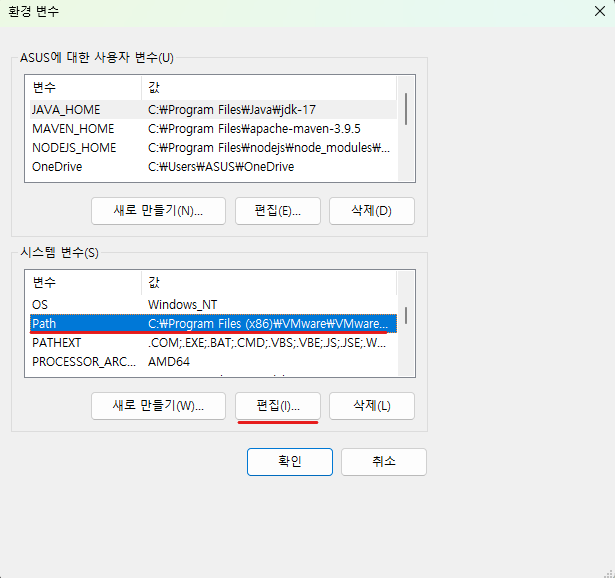 환경 변수
ASUS에 대한 사용자 변수(U)
변수 값
JAVA_HOME C:₩Program Files₩Java₩jdk-17
MAVEN_HOME C:₩Program Files₩apache-maven-3.9.5
NODEJS_HOME C:₩Program Files₩nodejs₩node_modules₩...
OneDrive C:₩Users₩ASUS₩OneDrive
새로 만들기(N)... 편집(E)... 삭제(D)
시스템 변수(S)
변수 값
OS Windows_NT
Path C:₩Program Files (x86)₩VMware₩VMware...
PATHEXT .COM;.EXE;.BAT;.CMD;.VBS;.VBE;.JS;.JSE;.W...
PROCESSOR_ARC... AMD64
새로 만들기(W)... 편집(I)... 삭제(L)
확인 취소